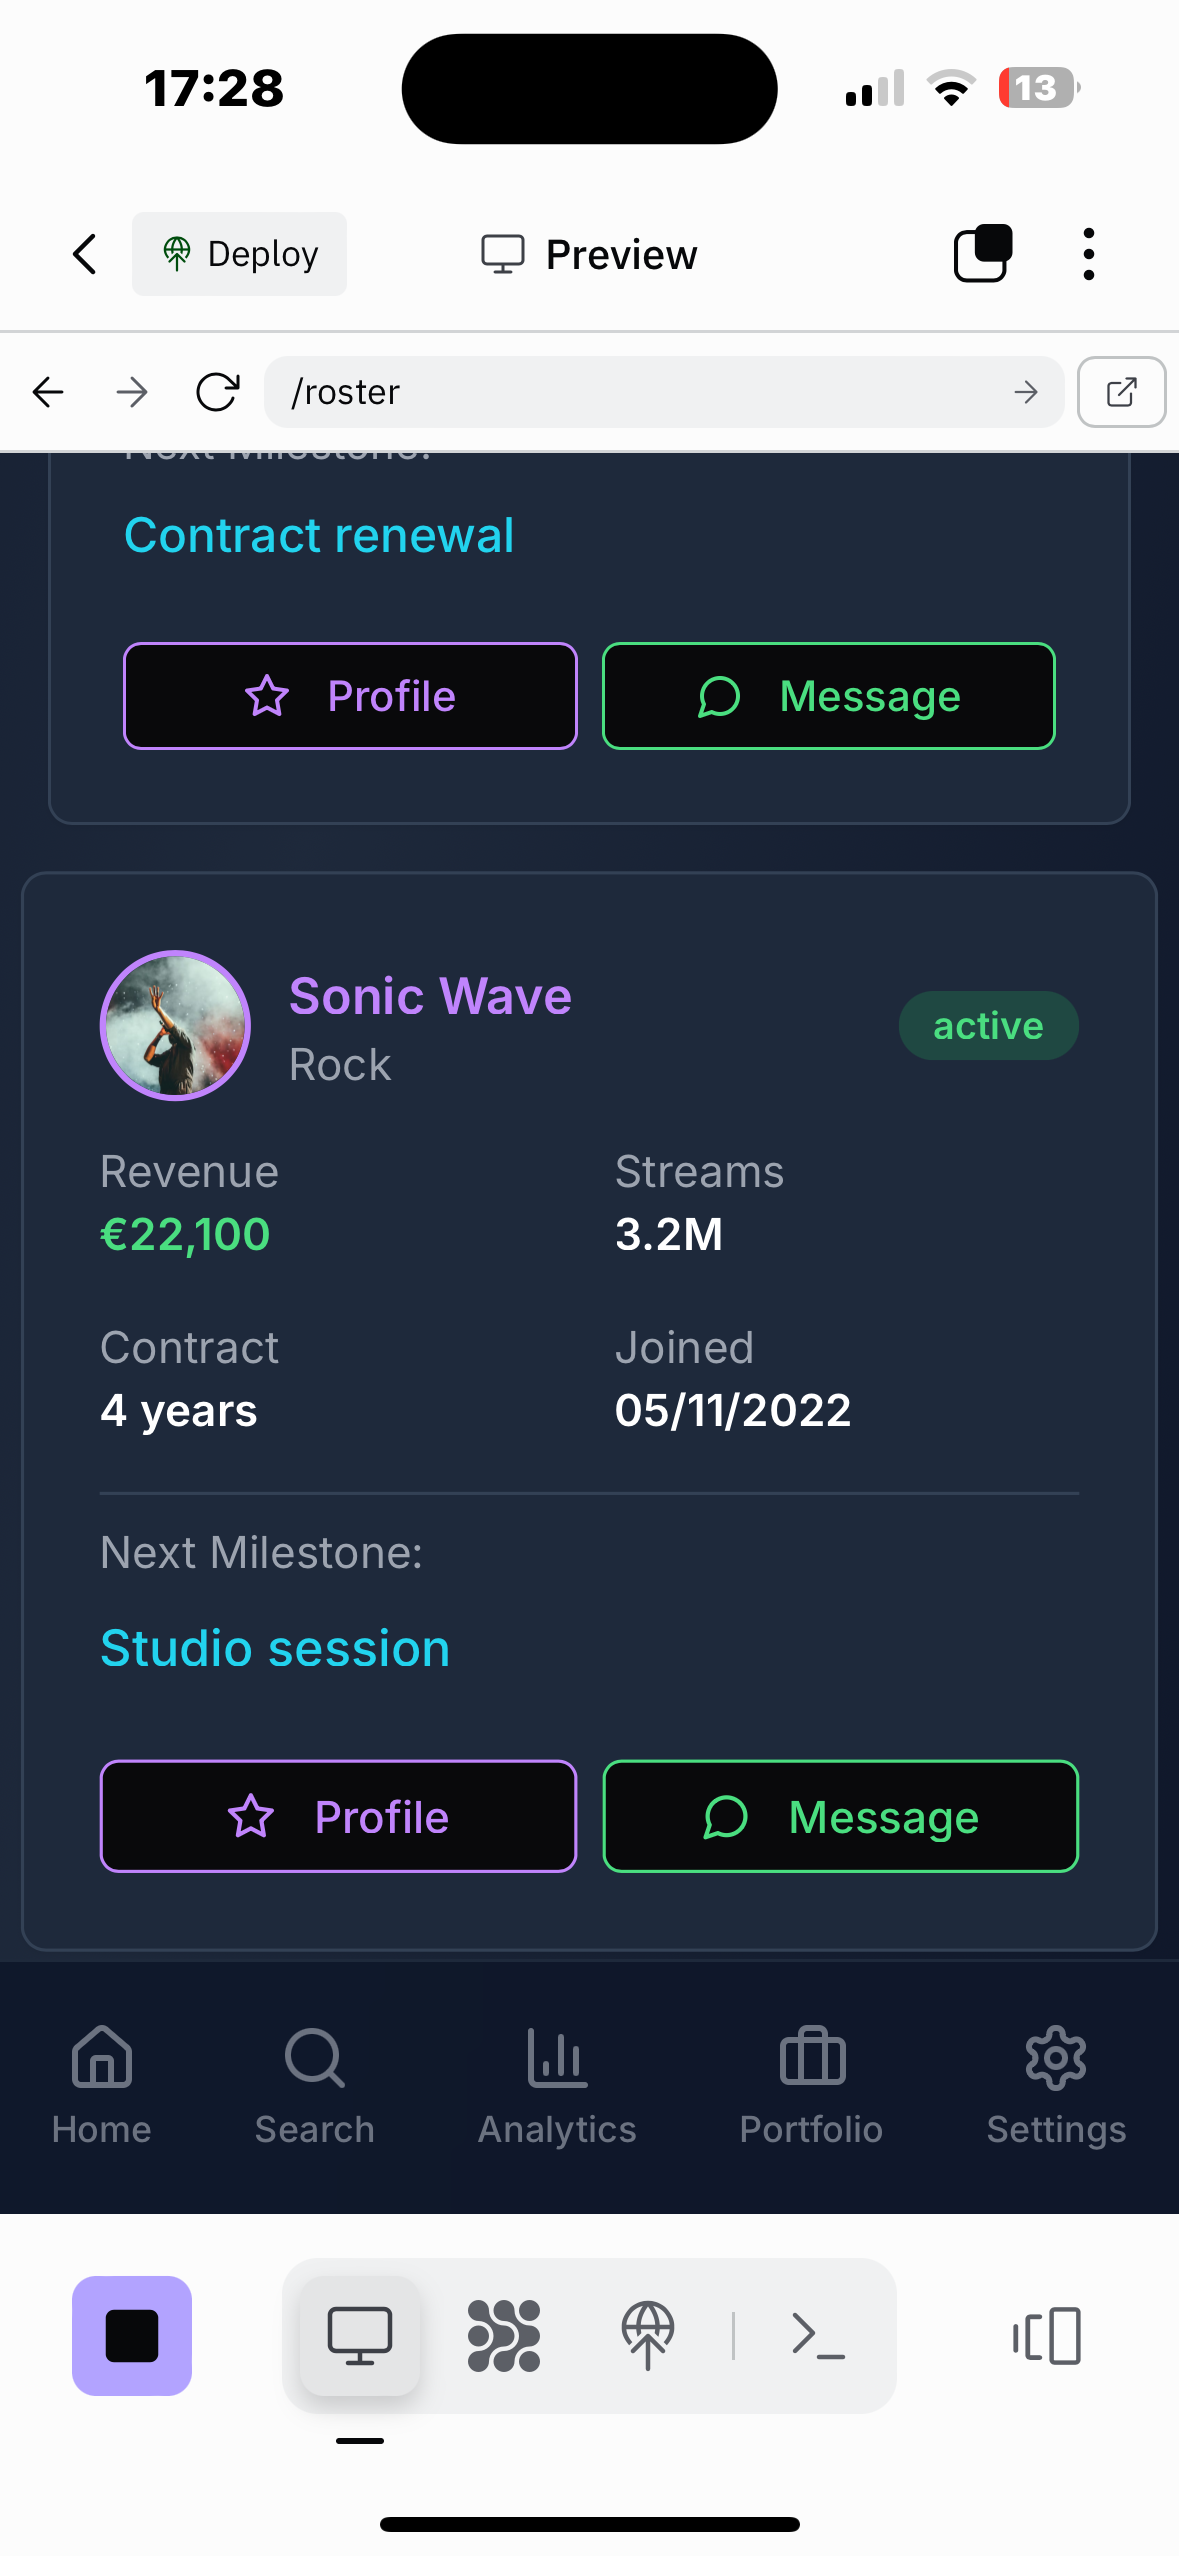 17:28
13
Deploy
Preview
/roster
Next Milestone:
Contract renewal
Profile
Message
Sonic Wave
Rock
active
Revenue
Streams
€22,100
3.2M
Contract
Joined
4 years
05/11/2022
Next Milestone:
Studio session
Profile
Message
Home
Search
Analytics
Portfolio
Settings